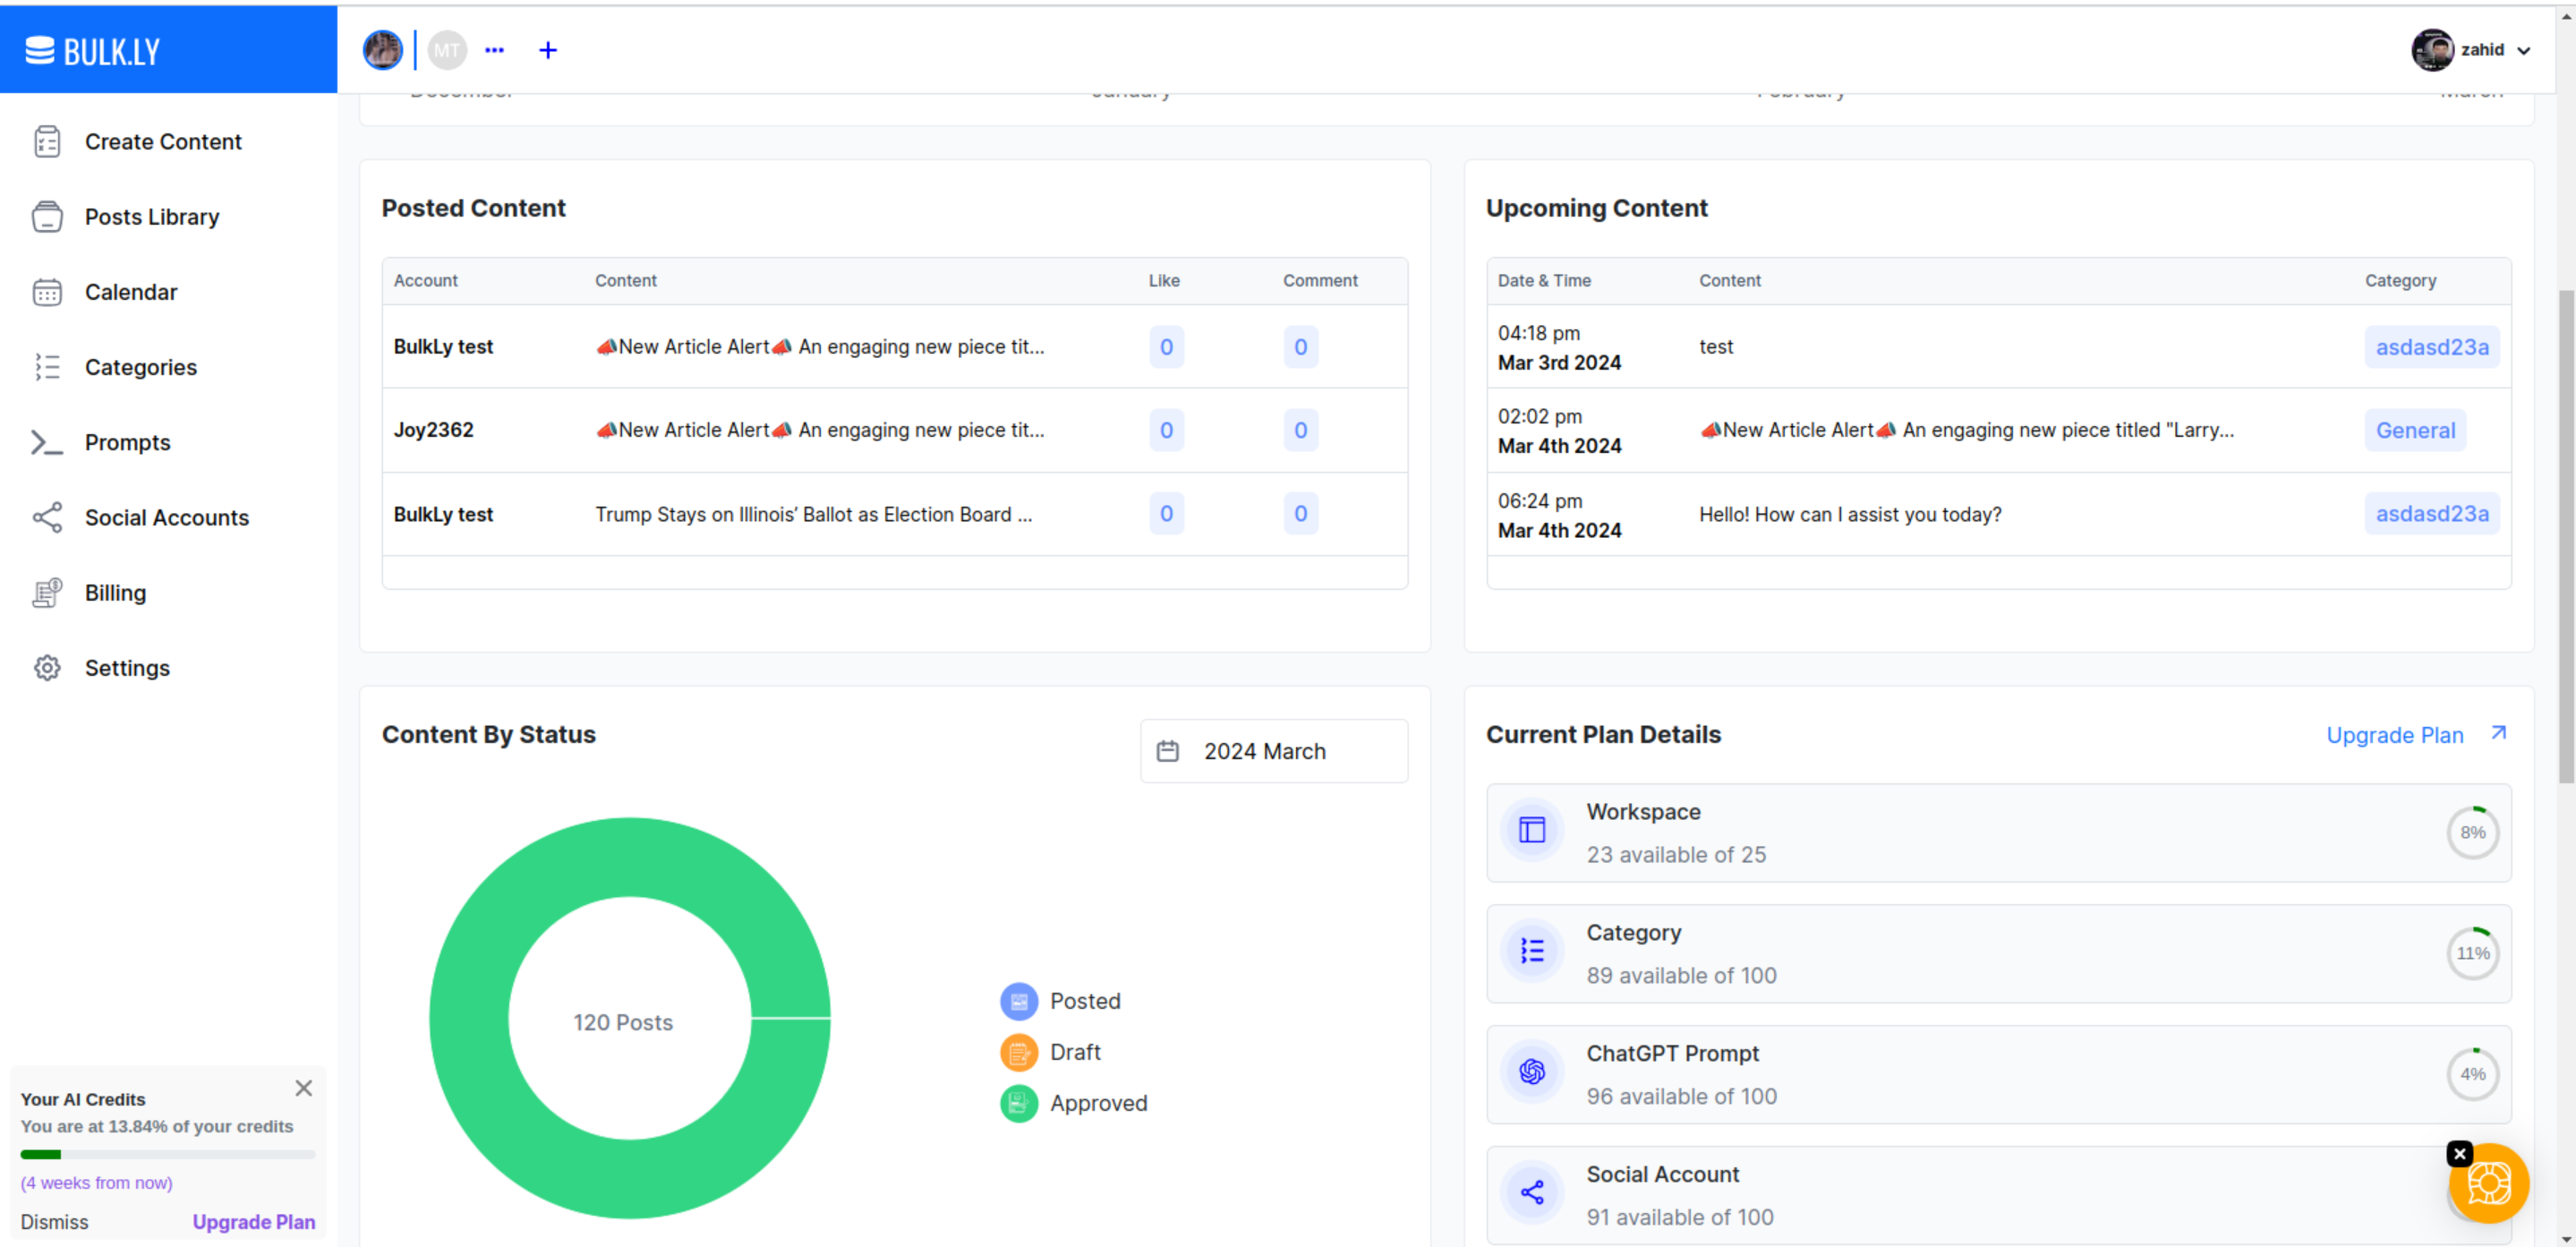 BULK.LY
MT
zahid
Create Content
Posts Library
Calendar
Categories
Prompts
Social Accounts
Billing
Settings
December January February March
Posted Content
Account Content Like Comment
BulkLy test 📣New Article Alert📣 An engaging new piece tit... 0 0
Joy2362 📣New Article Alert📣 An engaging new piece tit... 0 0
BulkLy test Trump Stays on Illinois’ Ballot as Election Board ... 0 0
Upcoming Content
Date & Time Content Category
04:18 pm
Mar 3rd 2024 test asdasd23a
02:02 pm
Mar 4th 2024 📣New Article Alert📣 An engaging new piece titled "Larry... General
06:24 pm
Mar 4th 2024 Hello! How can I assist you today? asdasd23a
Content By Status
2024 March
120 Posts
Posted
Draft
Approved
Current Plan Details
Upgrade Plan
Workspace
23 available of 25
8%
Category
89 available of 100
11%
ChatGPT Prompt
96 available of 100
4%
Social Account
91 available of 100
Your AI Credits
You are at 13.84% of your credits
(4 weeks from now)
Dismiss Upgrade Plan